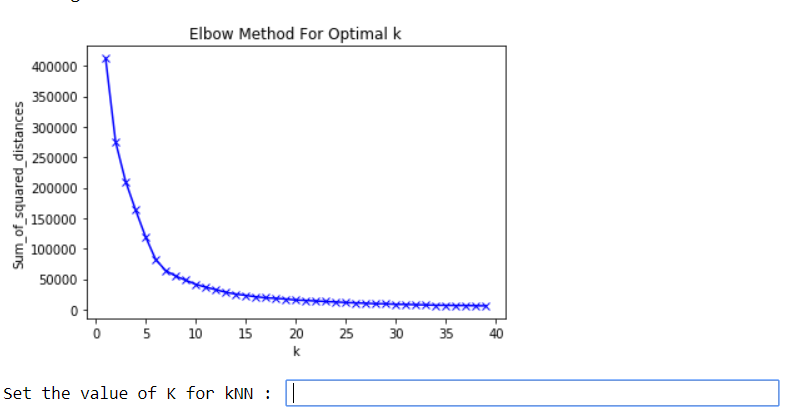 Elbow Method For Optimal k
400000
350000
300000
250000
200000
150000
100000
50000
0
Sum_of_squared_distances
0 5 10 15 20 25 30 35 40
k
Set the value of K for kNN :